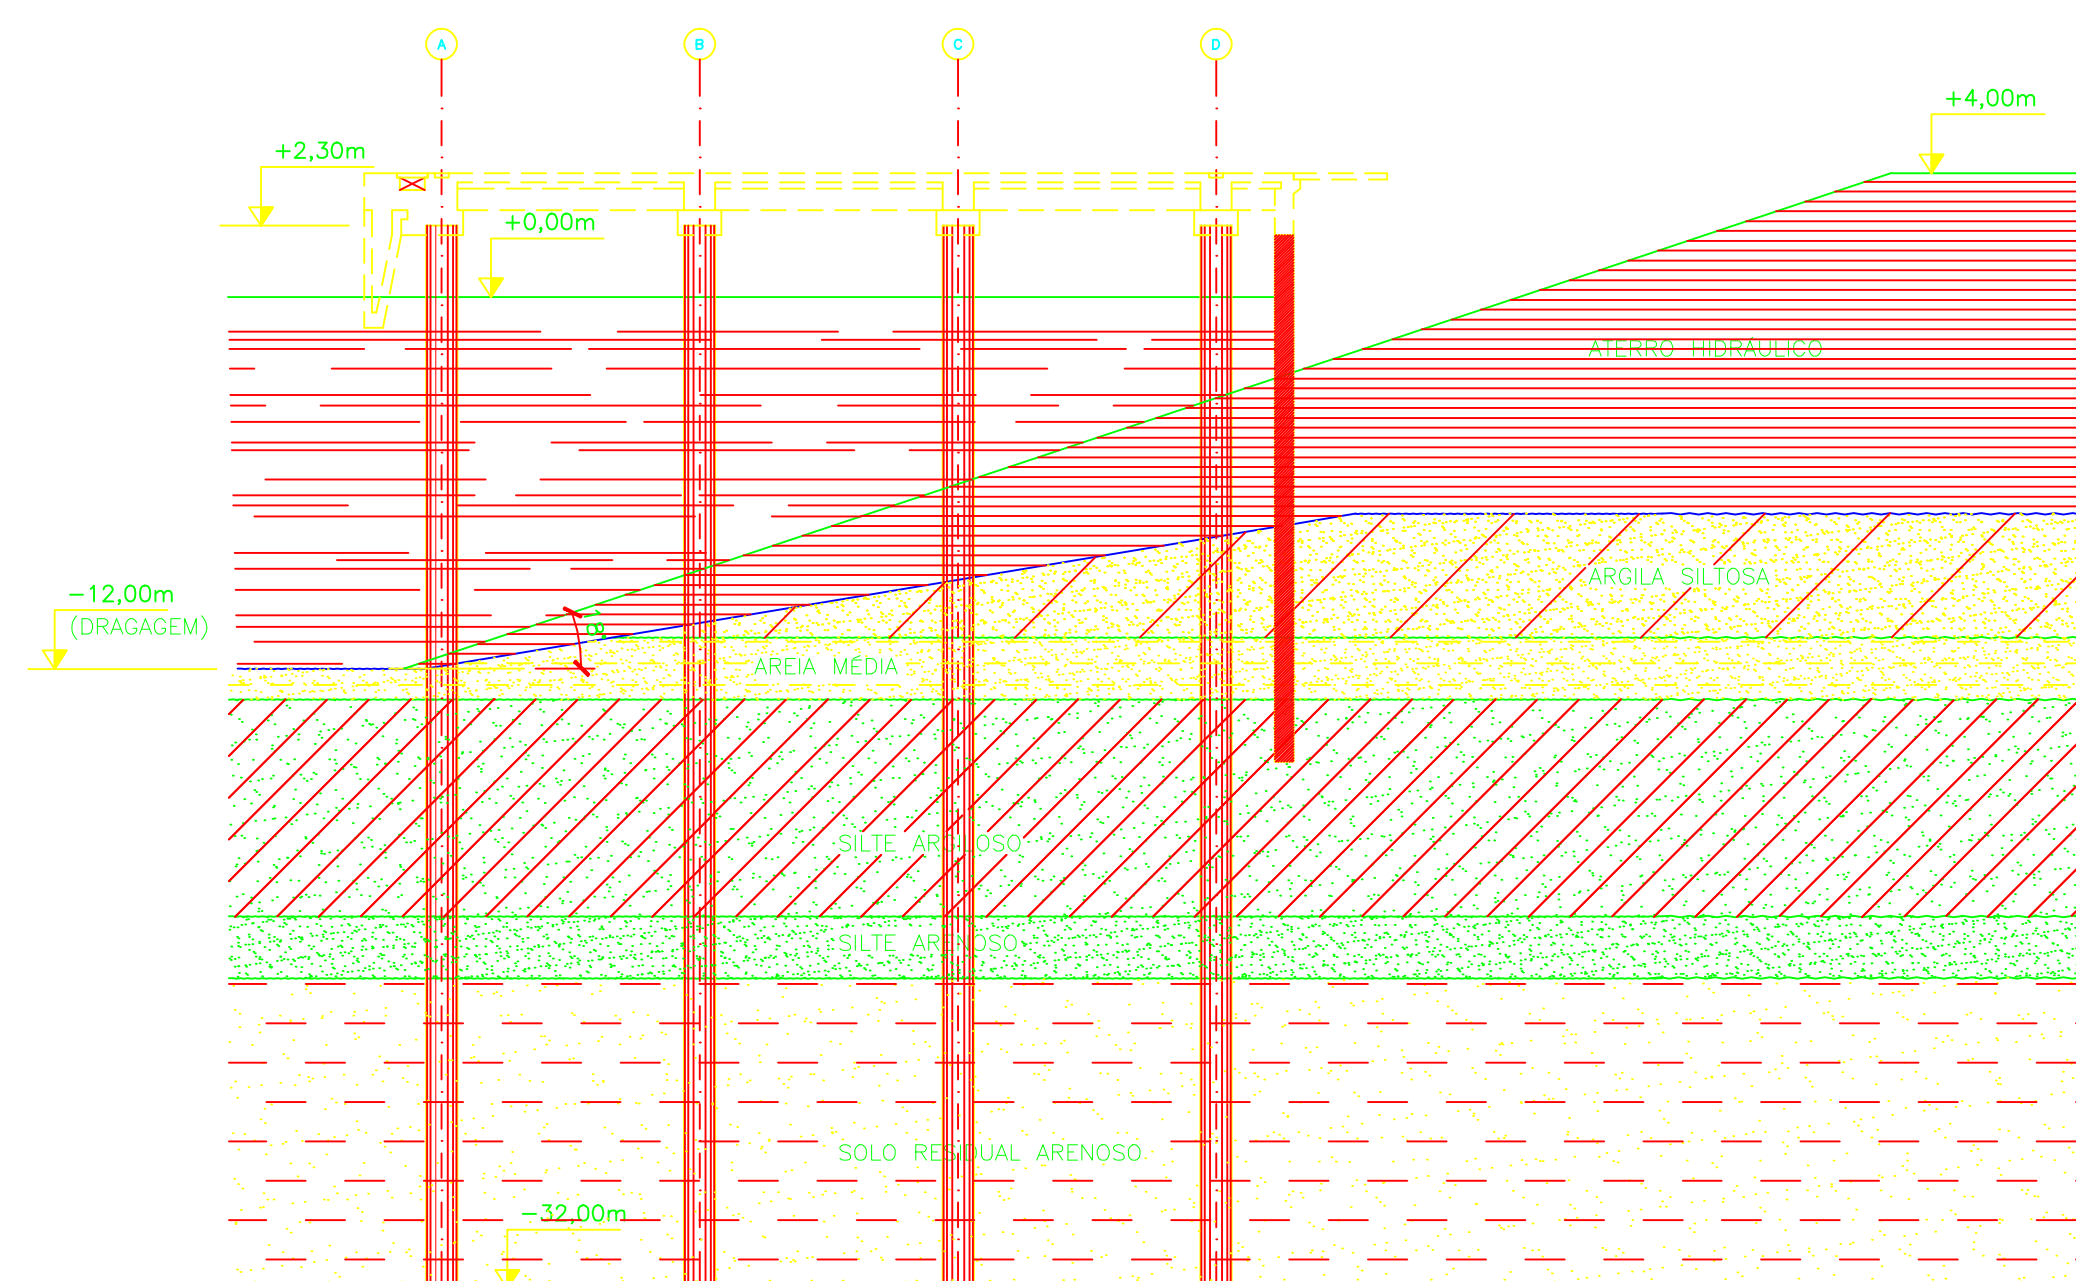 A
B
C
D
+4,00m
+2,30m
+0,00m
ATERRO HIDRÁULICO
ARGILA SILTOSA
-12,00m
(DRAGAGEM)
AREIA MÉDIA
SILTE ARGILOSO
SILTE ARENOSO
SOLO RESIDUAL ARENOSO
-32,00m